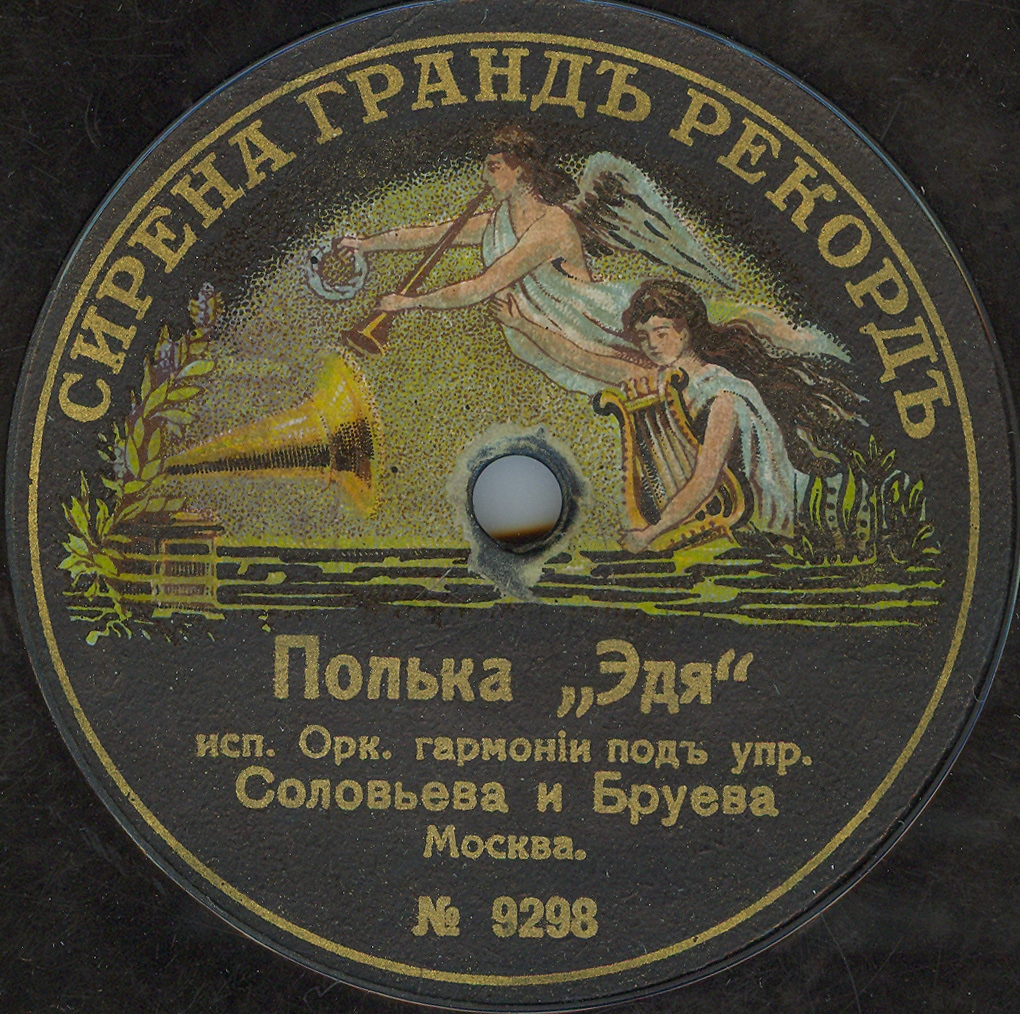 СИРЕНА ГРАНДЪ РЕКОРДЪ
Полька „Эдя“
исп. Орк. гармоніи подъ упр.
Соловьева и Бруева
Москва.
№ 9298